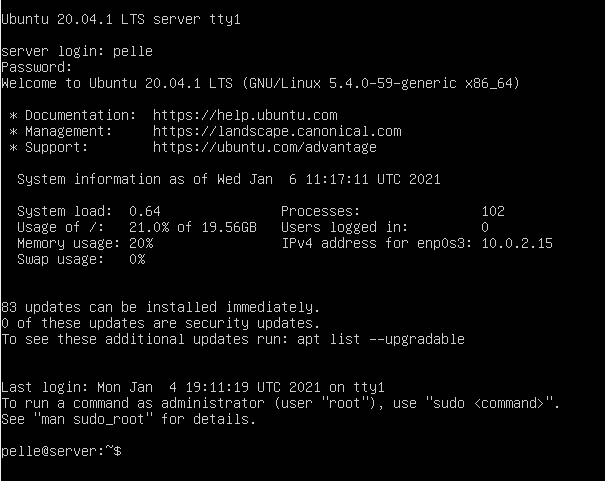 Ubuntu 20.04.1 LTS server tty1
server login: pelle
Password:
Welcome to Ubuntu 20.04.1 LTS (GNU/Linux 5.4.0-59-generic x86_64)
* Documentation:  https://help.ubuntu.com
* Management:     https://landscape.canonical.com
* Support:        https://ubuntu.com/advantage
System information as of Wed Jan  6 11:17:11 UTC 2021
System load:  0.64               Processes:               102
Usage of /:   21.0% of 19.56GB   Users logged in:         0
Memory usage: 20%                IPv4 address for enp0s3: 10.0.2.15
Swap usage:   0%
83 updates can be installed immediately.
0 of these updates are security updates.
To see these additional updates run: apt list --upgradable
Last login: Mon Jan  4 19:11:19 UTC 2021 on tty1
To run a command as administrator (user "root"), use "sudo <command>".
See "man sudo_root" for details.
pelle@server:~$